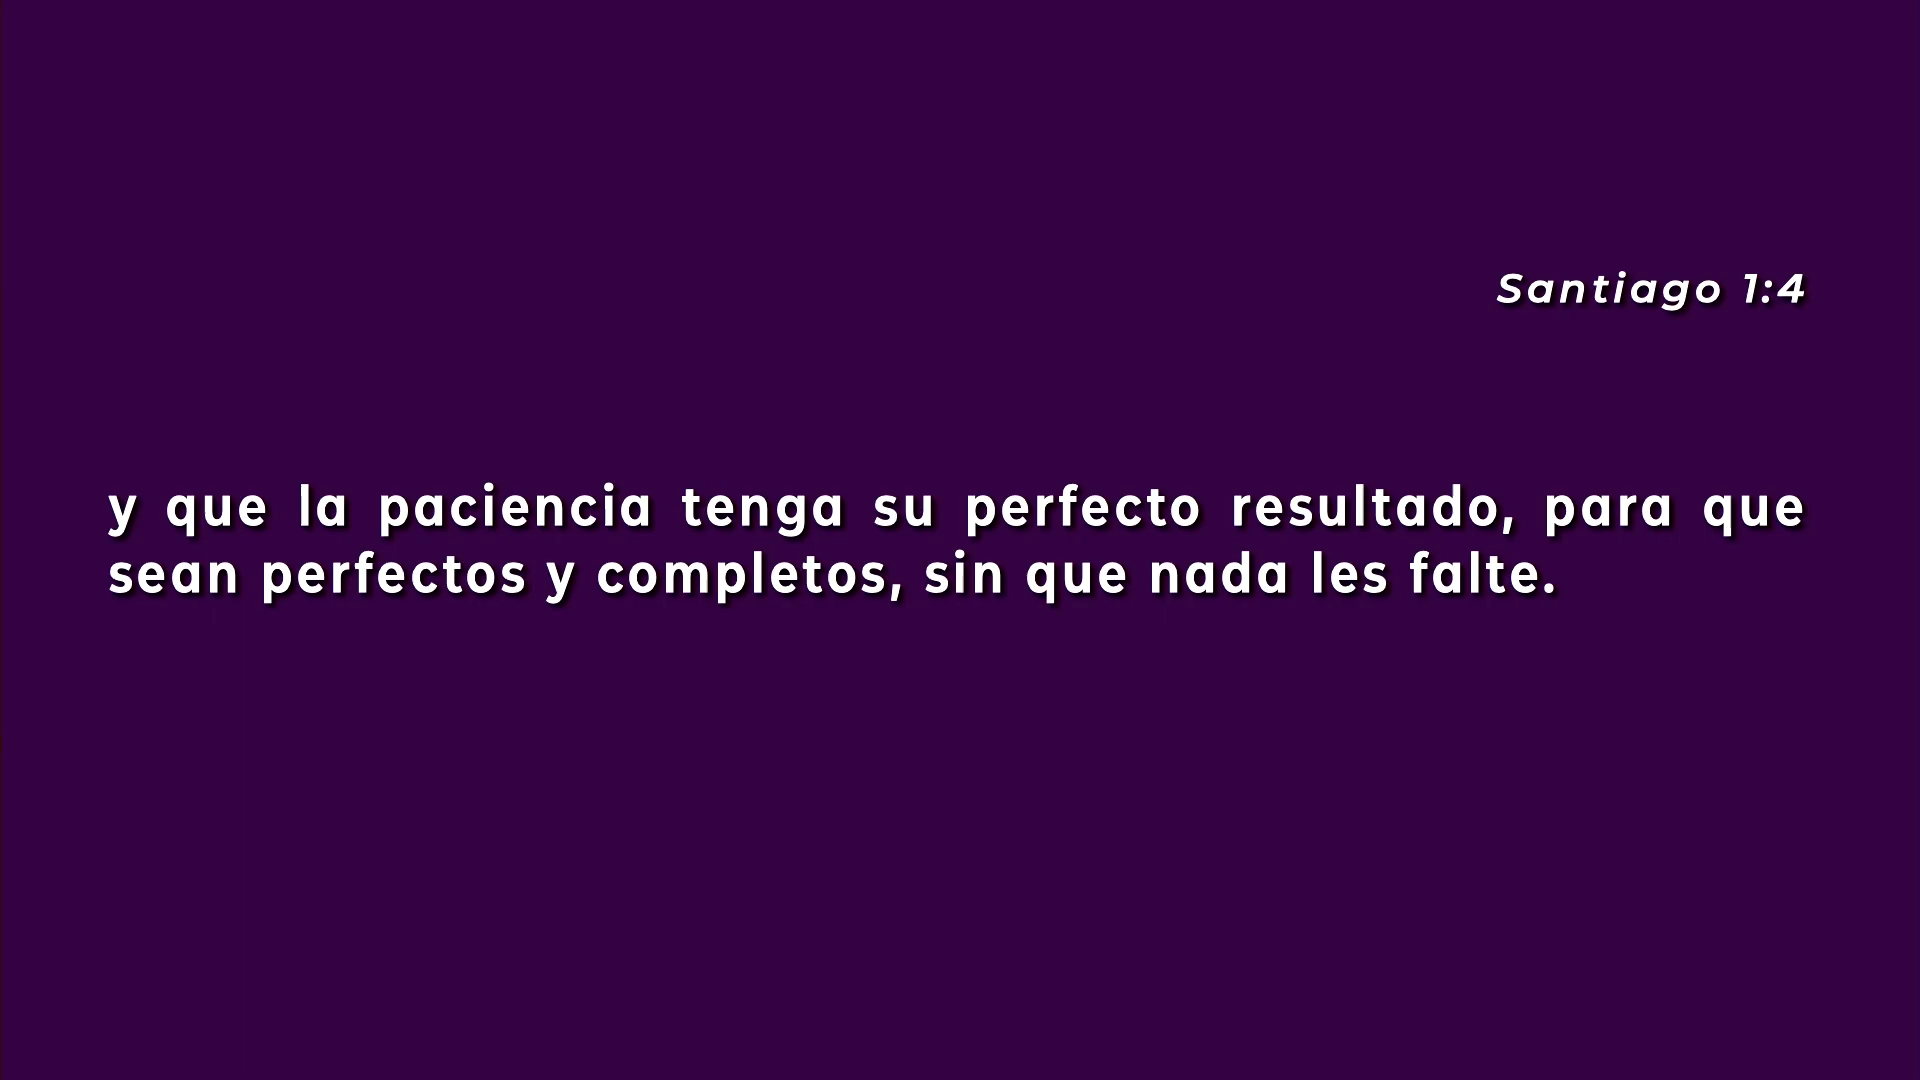 Santiago 1:4
y que la paciencia tenga su perfecto resultado, para que
sean perfectos y completos, sin que nada les falte.